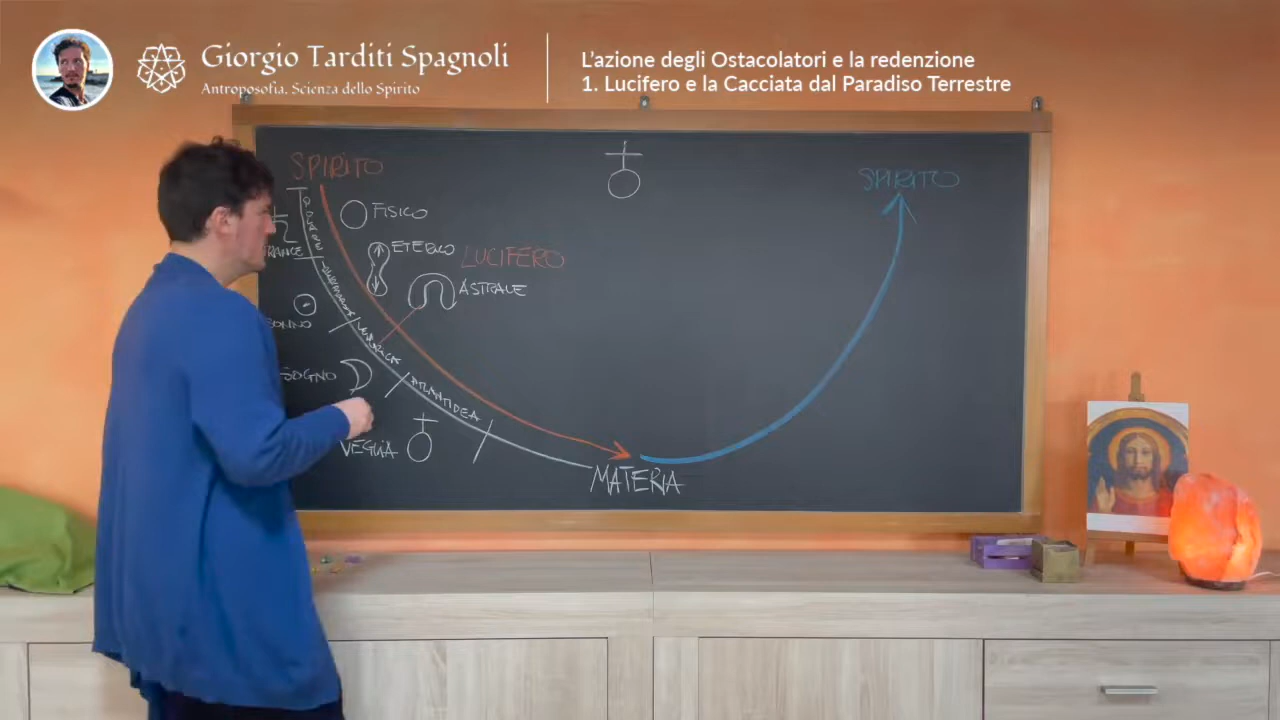 Giorgio Tarditi Spagnoli
Antroposofia, Scienza dello Spirito
L'azione degli Ostacolatori e la redenzione
1. Lucifero e la Cacciata dal Paradiso Terrestre
SPIRITO
SPIRITO
FISICO
ETERICO
LUCIFERO
ASTRALE
TRANCE
SONNO
SOGNO
ATLANTIDEA
VEGLIA
MATERIA